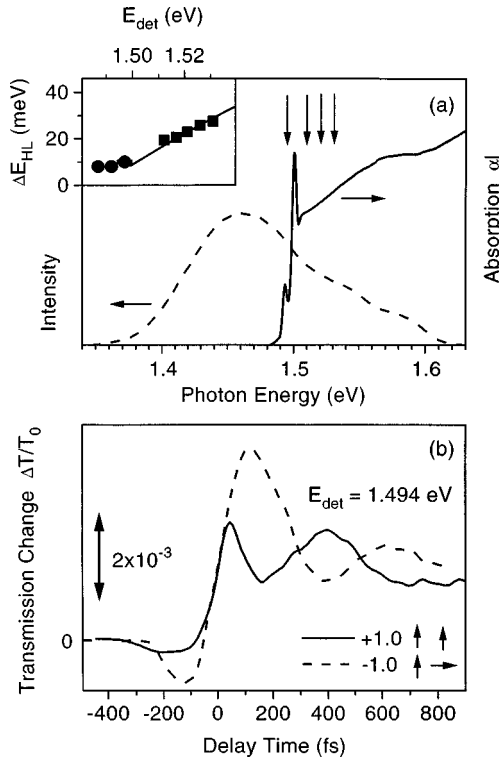 E_det (eV)
1.50 1.52
ΔE_HL (meV)
40
20
0
(a)
Intensity
Absorption αl
1.4 1.5 1.6
Photon Energy (eV)
(b)
E_det = 1.494 eV
Transmission Change ΔT/T_0
2x10^-3
0
+1.0
-1.0
-400 -200 0 200 400 600 800
Delay Time (fs)